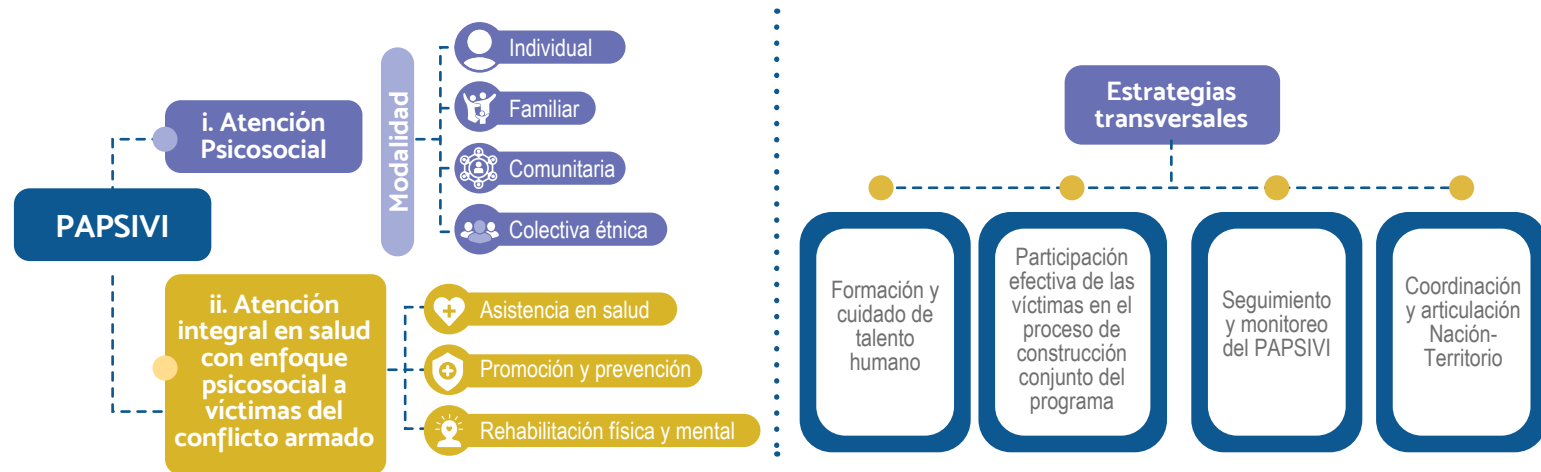 PAPSIVI
i. Atención
Psicosocial
Modalidad
Individual
Familiar
Comunitaria
Colectiva étnica
ii. Atención
integral en salud
con enfoque
psicosocial a
víctimas del
conflicto armado
Asistencia en salud
Promoción y prevención
Rehabilitación física y mental
Estrategias
transversales
Formación y
cuidado de
talento
humano
Participación
efectiva de las
víctimas en el
proceso de
construcción
conjunto del
programa
Seguimiento
y monitoreo
del PAPSIVI
Coordinación
y articulación
Nación-
Territorio